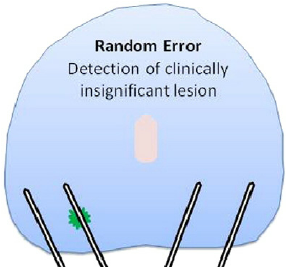 Random Error
Detection of clinically
insignificant lesion